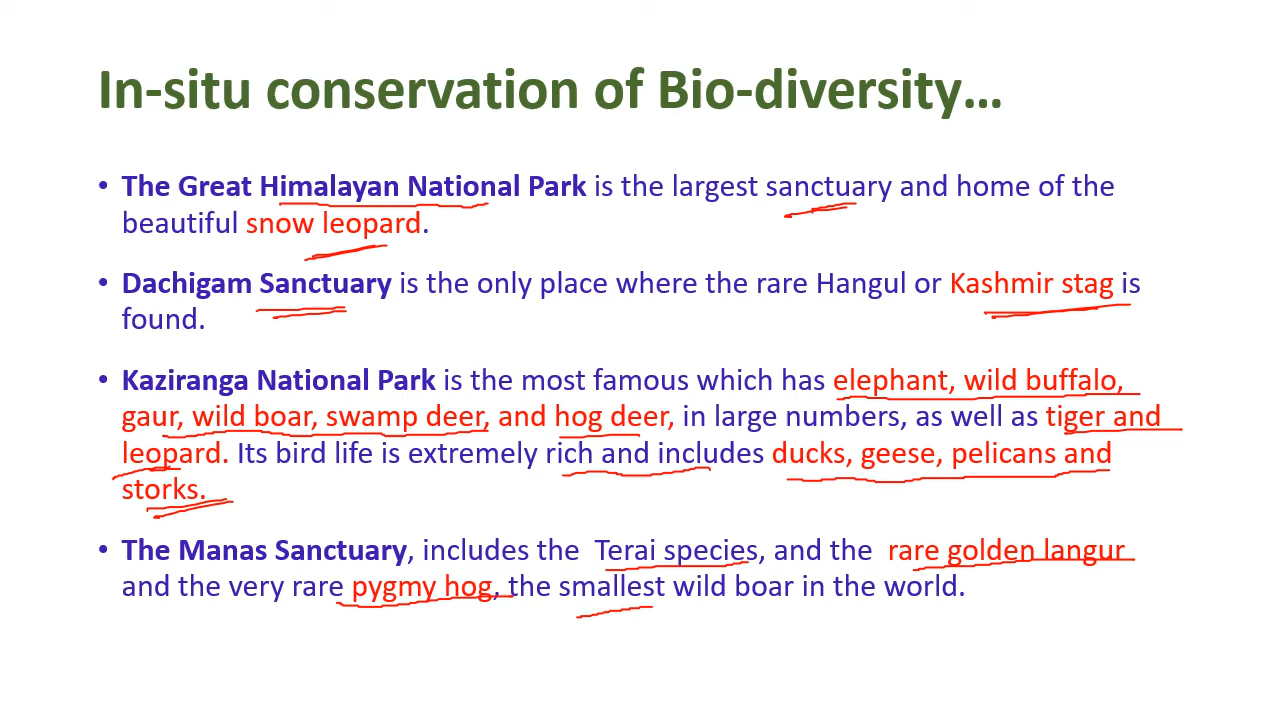 In-situ conservation of Bio-diversity...
• The Great Himalayan National Park is the largest sanctuary and home of the
beautiful snow leopard.
• Dachigam Sanctuary is the only place where the rare Hangul or Kashmir stag is
found.
• Kaziranga National Park is the most famous which has elephant, wild buffalo,
gaur, wild boar, swamp deer, and hog deer, in large numbers, as well as tiger and
leopard. Its bird life is extremely rich and includes ducks, geese, pelicans and
storks.
• The Manas Sanctuary, includes the Terai species, and the rare golden langur
and the very rare pygmy hog, the smallest wild boar in the world.